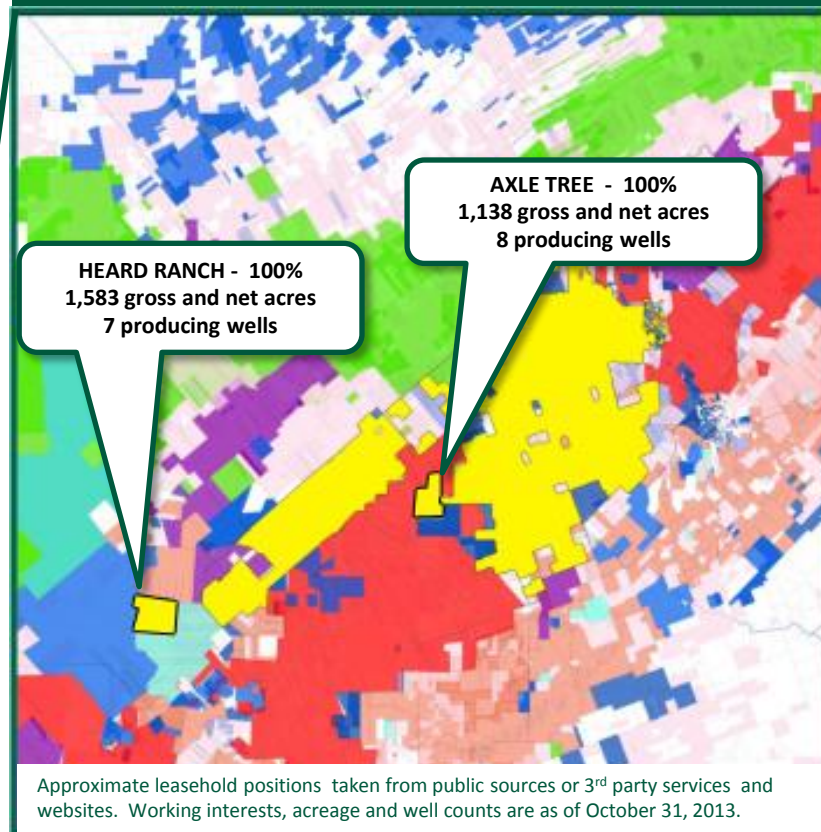 AXLE TREE - 100%
1,138 gross and net acres
8 producing wells
HEARD RANCH - 100%
1,583 gross and net acres
7 producing wells
Approximate leasehold positions taken from public sources or 3rd party services and
websites. Working interests, acreage and well counts are as of October 31, 2013.